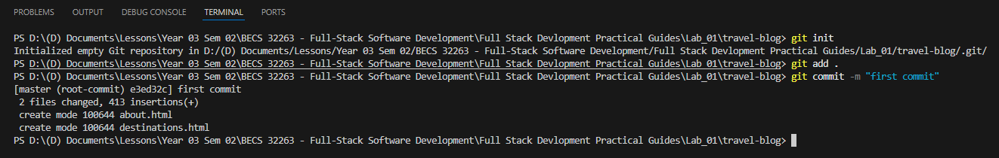 PROBLEMS OUTPUT DEBUG CONSOLE TERMINAL PORTS
PS D:\(D) Documents\Lessons\Year 03 Sem 02\BECS 32263 - Full-Stack Software Development\Full Stack Devlopment Practical Guides\Lab_01\travel-blog> git init
Initialized empty Git repository in D:/(D) Documents/Lessons/Year 03 Sem 02/BECS 32263 - Full-Stack Software Development/Full Stack Devlopment Practical Guides/Lab_01/travel-blog/.git/
PS D:\(D) Documents\Lessons\Year 03 Sem 02\BECS 32263 - Full-Stack Software Development\Full Stack Devlopment Practical Guides\Lab_01\travel-blog> git add .
PS D:\(D) Documents\Lessons\Year 03 Sem 02\BECS 32263 - Full-Stack Software Development\Full Stack Devlopment Practical Guides\Lab_01\travel-blog> git commit -m "first commit"
[master (root-commit) e3ed32c] first commit
 2 files changed, 413 insertions(+)
 create mode 100644 about.html
 create mode 100644 destinations.html
PS D:\(D) Documents\Lessons\Year 03 Sem 02\BECS 32263 - Full-Stack Software Development\Full Stack Devlopment Practical Guides\Lab_01\travel-blog>